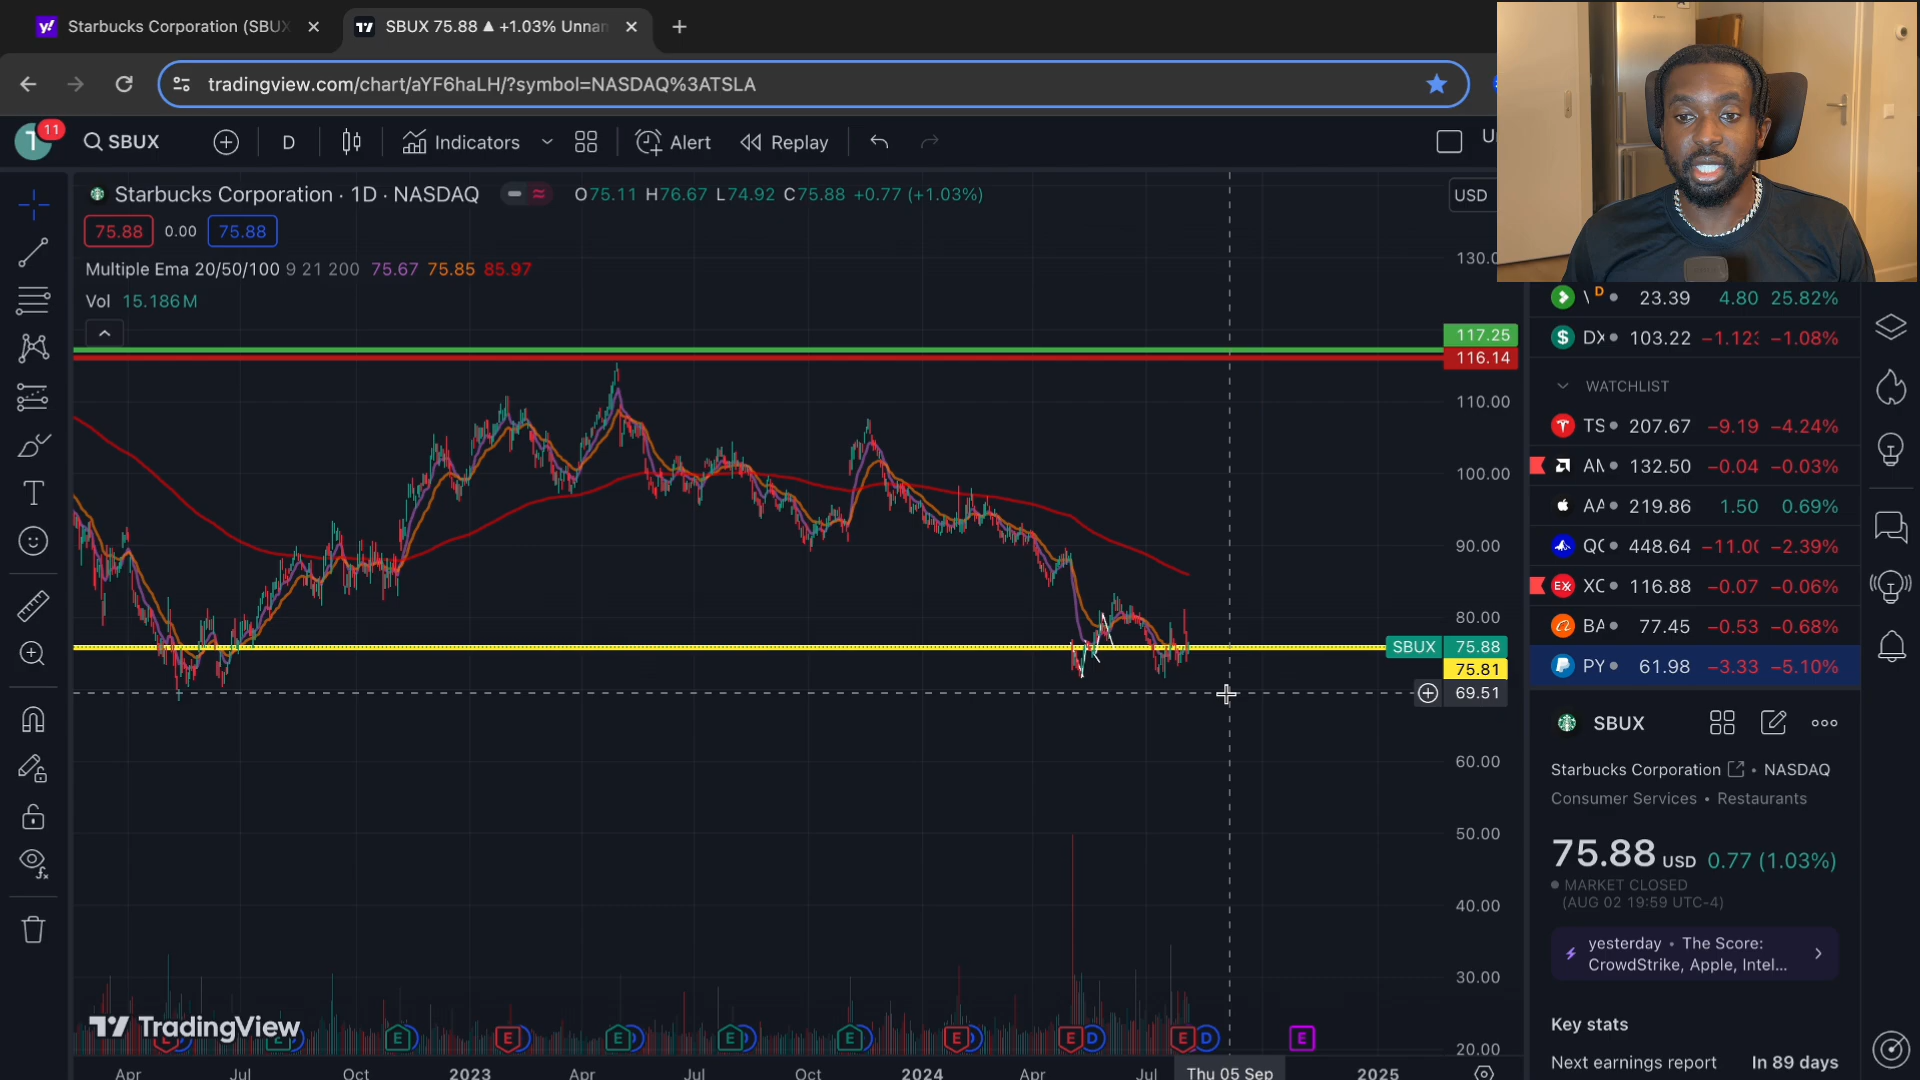 Starbucks Corporation (SBUX
SBUX 75.88 ▲ +1.03% Unnan
tradingview.com/chart/aYF6haLH/?symbol=NASDAQ%3ATSLA
11
SBUX
D
Indicators
Alert
Replay
Starbucks Corporation · 1D · NASDAQ
O75.11 H76.67 L74.92 C75.88 +0.77 (+1.03%)
USD
75.88 0.00 75.88
Multiple Ema 20/50/100 9 21 200 75.67 75.85 85.97
Vol 15.186M
117.25
116.14
110.00
100.00
90.00
80.00
SBUX 75.88
75.81
69.51
60.00
50.00
40.00
30.00
20.00
TradingView
Apr Jul Oct 2023 Apr Jul Oct 2024 Apr Jul Thu 05 Sep 2025
23.39 4.80 25.82%
DX 103.22 −1.08%
WATCHLIST
TS 207.67 −9.19 −4.24%
132.50 −0.04 −0.03%
AA 219.86 1.50 0.69%
448.64 −2.39%
116.88 −0.07 −0.06%
BA 77.45 −0.53 −0.68%
PY 61.98 −3.33 −5.10%
SBUX
Starbucks Corporation • NASDAQ
Consumer Services • Restaurants
75.88 USD 0.77 (1.03%)
MARKET CLOSED
(AUG 02 19:59 UTC-4)
yesterday • The Score:
CrowdStrike, Apple, Intel...
Key stats
Next earnings report In 89 days